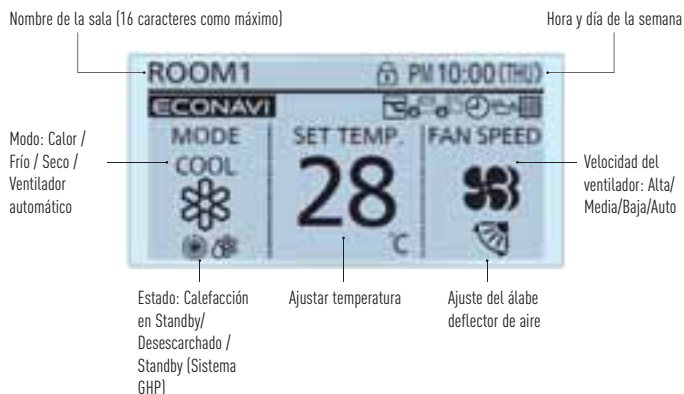 Nombre de la sala (16 caracteres como máximo)
Hora y día de la semana
ROOM1 PM 10:00 (THU)
ECONAVI
MODE SET TEMP. FAN SPEED
COOL
28
°C
Modo: Calor /
Frío / Seco /
Ventilador
automático
Velocidad del
ventilador: Alta/
Media/Baja/Auto
Estado: Calefacción
en Standby/
Desescarchado /
Standby (Sistema
GHP)
Ajustar temperatura
Ajuste del álabe
deflector de aire